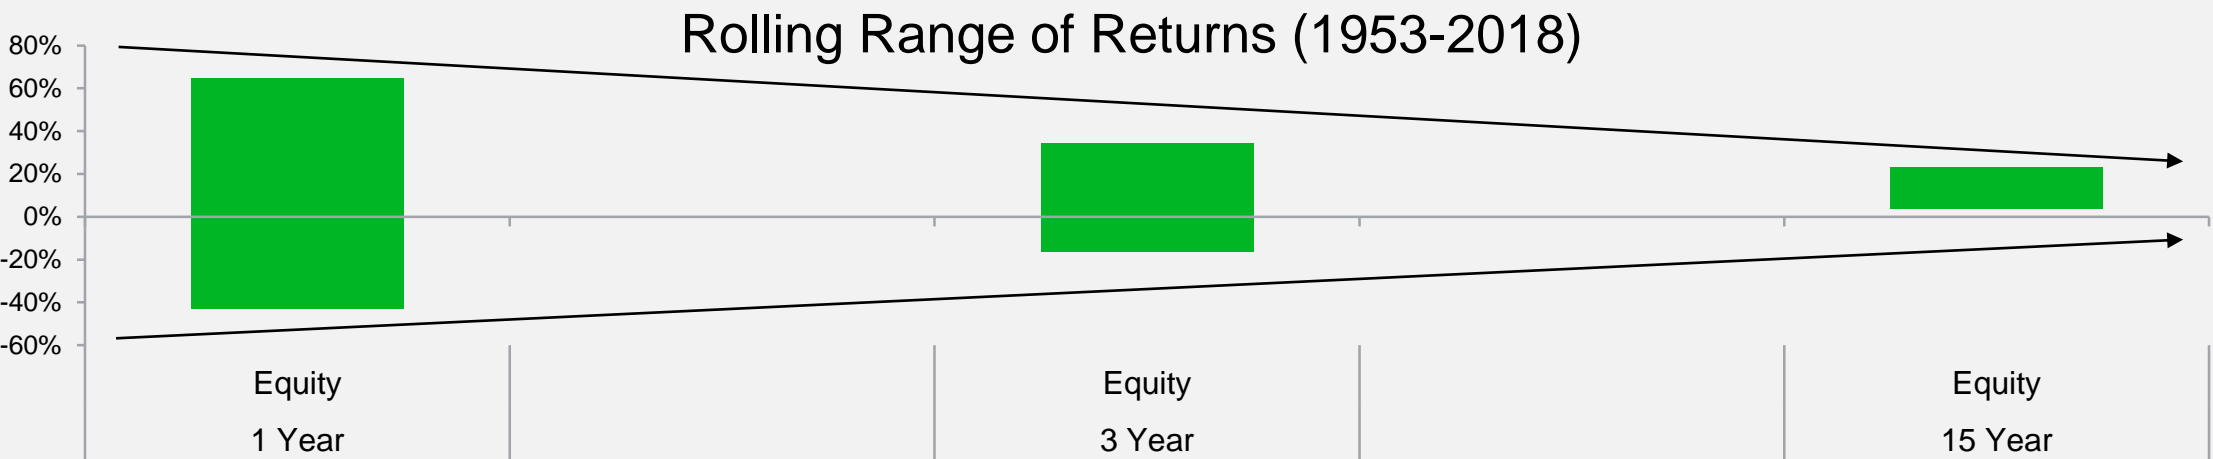 Rolling Range of Returns (1953-2018)
80%
60%
40%
20%
0%
-20%
-40%
-60%
Equity Equity Equity
1 Year 3 Year 15 Year